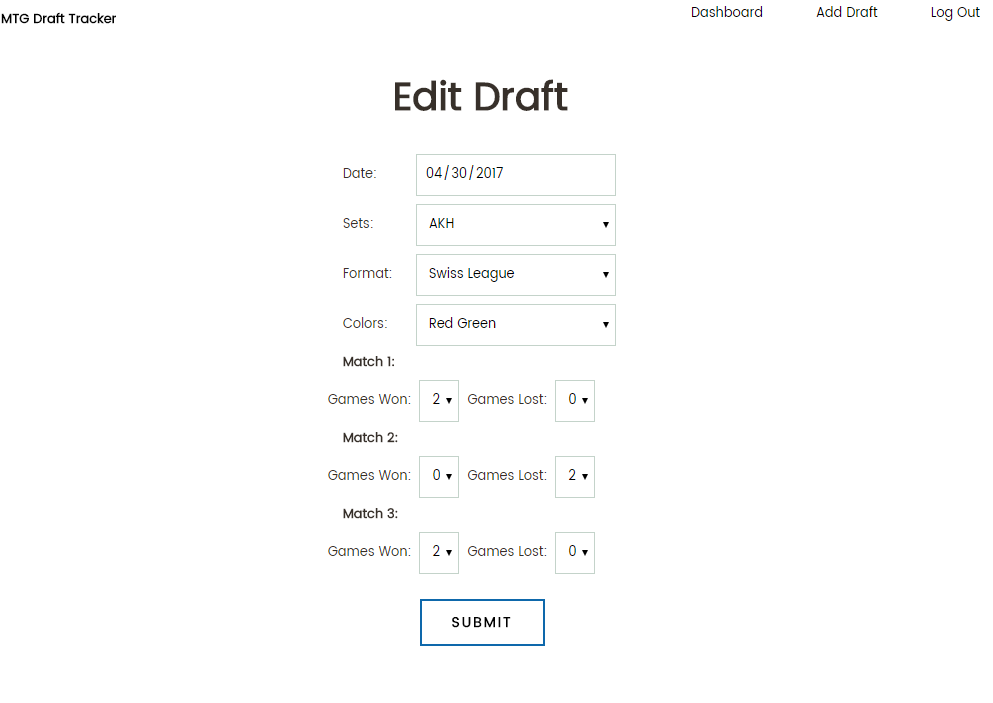 MTG Draft Tracker
Dashboard Add Draft Log Out
Edit Draft
Date: 04/30/2017
Sets: AKH
Format: Swiss League
Colors: Red Green
Match 1:
Games Won: 2 Games Lost: 0
Match 2:
Games Won: 0 Games Lost: 2
Match 3:
Games Won: 2 Games Lost: 0
SUBMIT